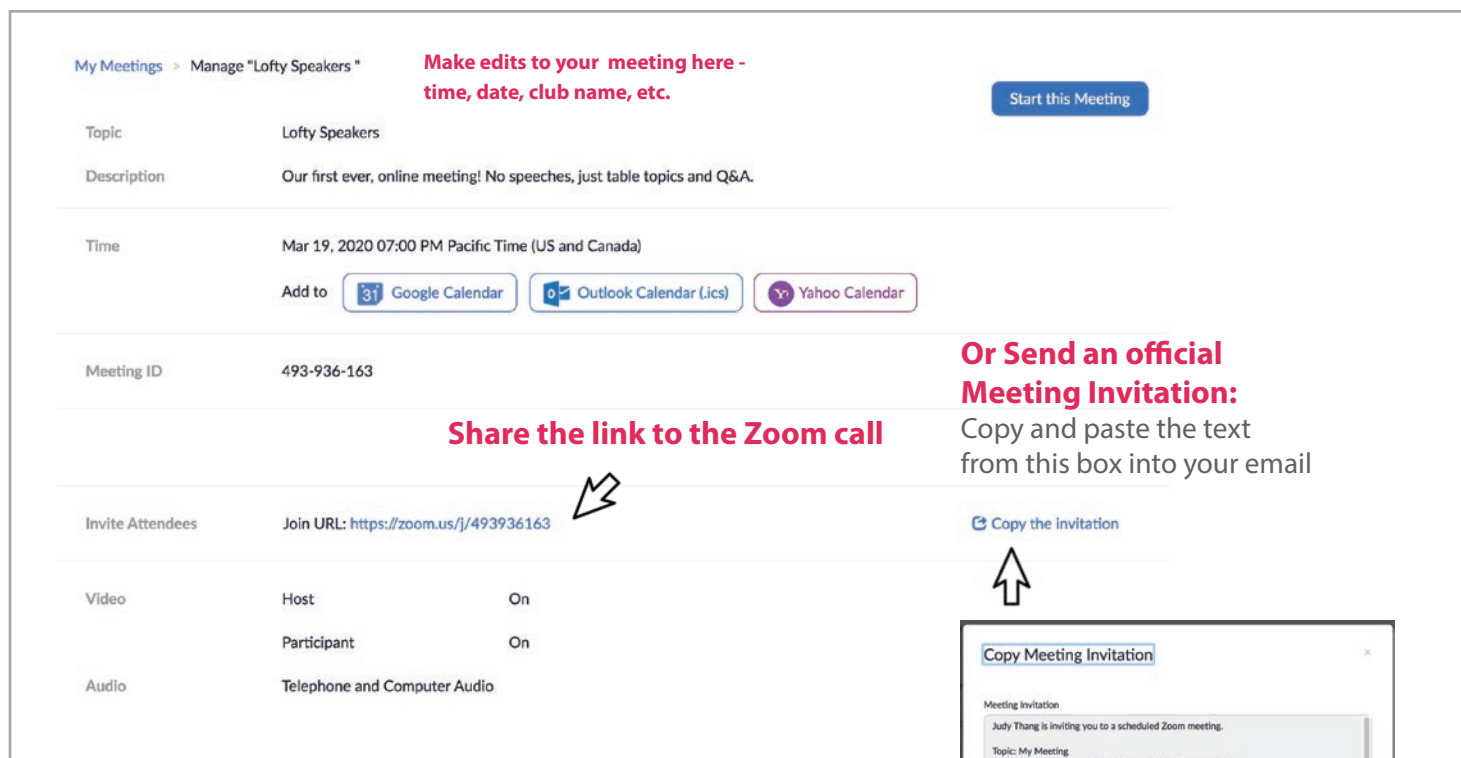 My Meetings > Manage "Lofty Speakers "
Make edits to your meeting here -
time, date, club name, etc.
Start this Meeting
Topic Lofty Speakers
Description Our first ever, online meeting! No speeches, just table topics and Q&A.
Time Mar 19, 2020 07:00 PM Pacific Time (US and Canada)
Add to 31 Google Calendar Outlook Calendar (.ics) Yahoo Calendar
Meeting ID 493-936-163
Or Send an official
Meeting Invitation:
Copy and paste the text
from this box into your email
Share the link to the Zoom call
Invite Attendees Join URL: https://zoom.us/j/493936163 Copy the invitation
Video Host On
Participant On
Audio Telephone and Computer Audio
Copy Meeting Invitation ×
Meeting Invitation
Judy Thang is inviting you to a scheduled Zoom meeting.
Topic: My Meeting